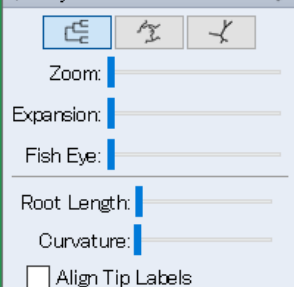 Zoom:
Expansion:
Fish Eye:
Root Length:
Curvature:
Align Tip Labels